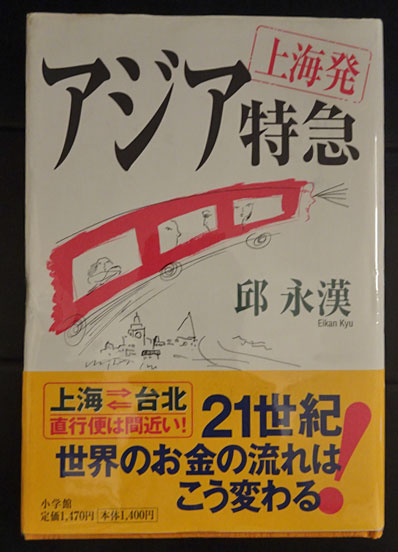 上海発
アジア特急
邱 永漢
Eikan Kyu
上海⇄台北
直行便は間近い!
21世紀
世界のお金の流れは
こう変わる!
小学館
定価1,470円 本体1,400円